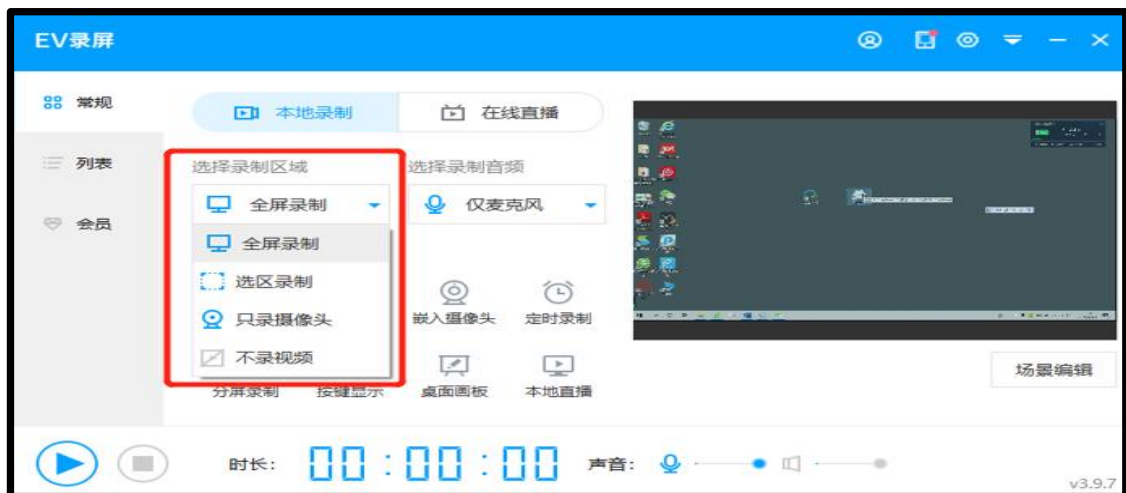 EV录屏
常规
本地录制
在线直播
列表
选择录制区域
选择录制音频
全屏录制
仅麦克风
会员
全屏录制
选区录制
只录摄像头
嵌入摄像头
定时录制
不录视频
场景编辑
分屏录制
按键显示
桌面画板
本地直播
时长:
00:00:00
声音:
v3.9.7